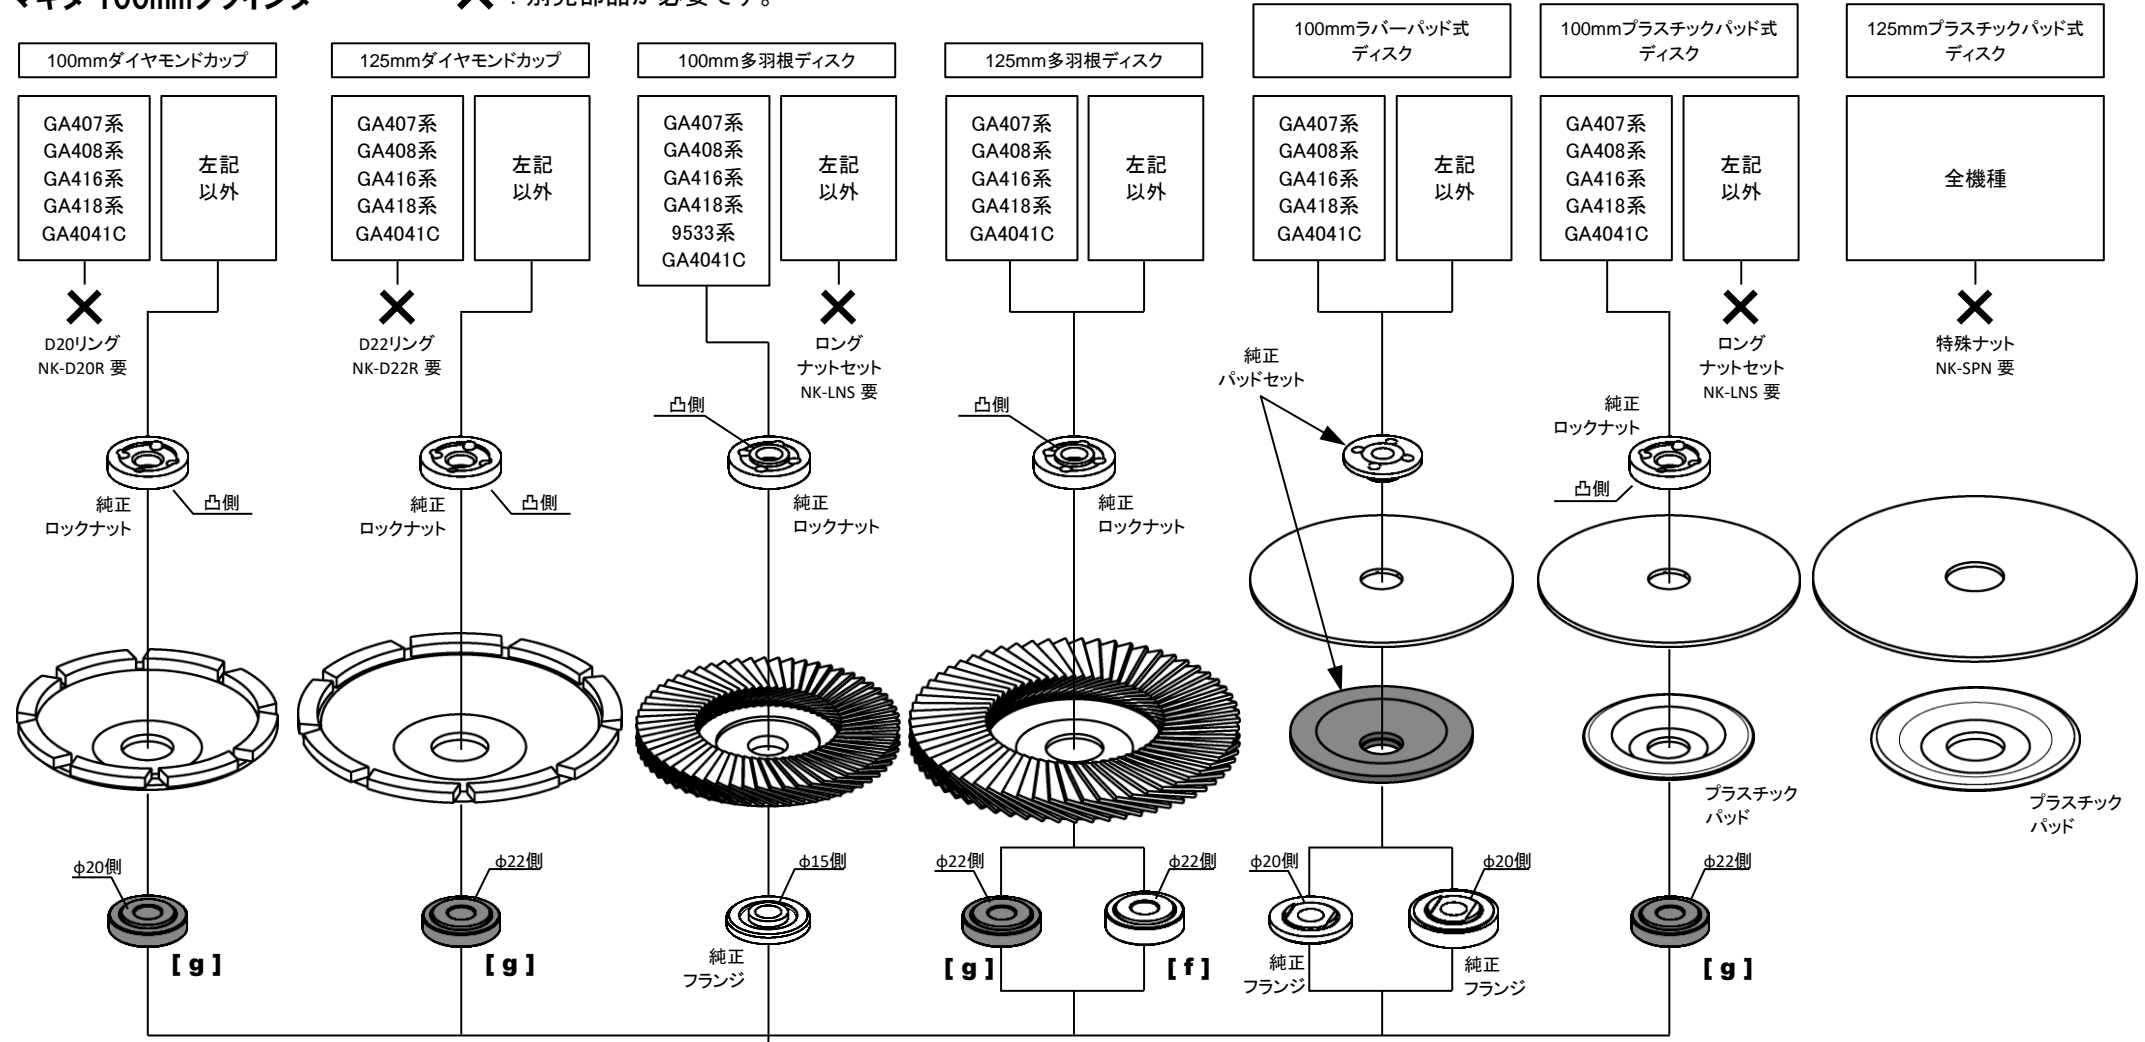 マキタ 100mmグラインダー
✕ : 別売部品が必要です。
100mmダイヤモンドカップ
125mmダイヤモンドカップ
100mm多羽根ディスク
125mm多羽根ディスク
100mmラバーパッド式
ディスク
100mmプラスチックパッド式
ディスク
125mmプラスチックパッド式
ディスク
GA407系
GA408系
GA416系
GA418系
GA4041C
左記
以外
GA407系
GA408系
GA416系
GA418系
GA4041C
左記
以外
GA407系
GA408系
GA416系
GA418系
9533系
GA4041C
左記
以外
GA407系
GA408系
GA416系
GA418系
GA4041C
左記
以外
GA407系
GA408系
GA416系
GA418系
GA4041C
左記
以外
GA407系
GA408系
GA416系
GA418系
GA4041C
左記
以外
全機種
D20リング
NK-D20R 要
D22リング
NK-D22R 要
ロング
ナットセット
NK-LNS 要
純正
パッドセット
ロング
ナットセット
NK-LNS 要
特殊ナット
NK-SPN 要
凸側
純正
ロックナット
凸側
純正
ロックナット
凸側
純正
ロックナット
凸側
純正
ロックナット
純正
ロックナット
凸側
プラスチック
パッド
プラスチック
パッド
φ20側
[ g ]
φ22側
[ g ]
φ15側
純正
フランジ
φ22側
[ g ]
φ22側
[ f ]
φ20側
純正
フランジ
φ20側
純正
フランジ
φ22側
[ g ]